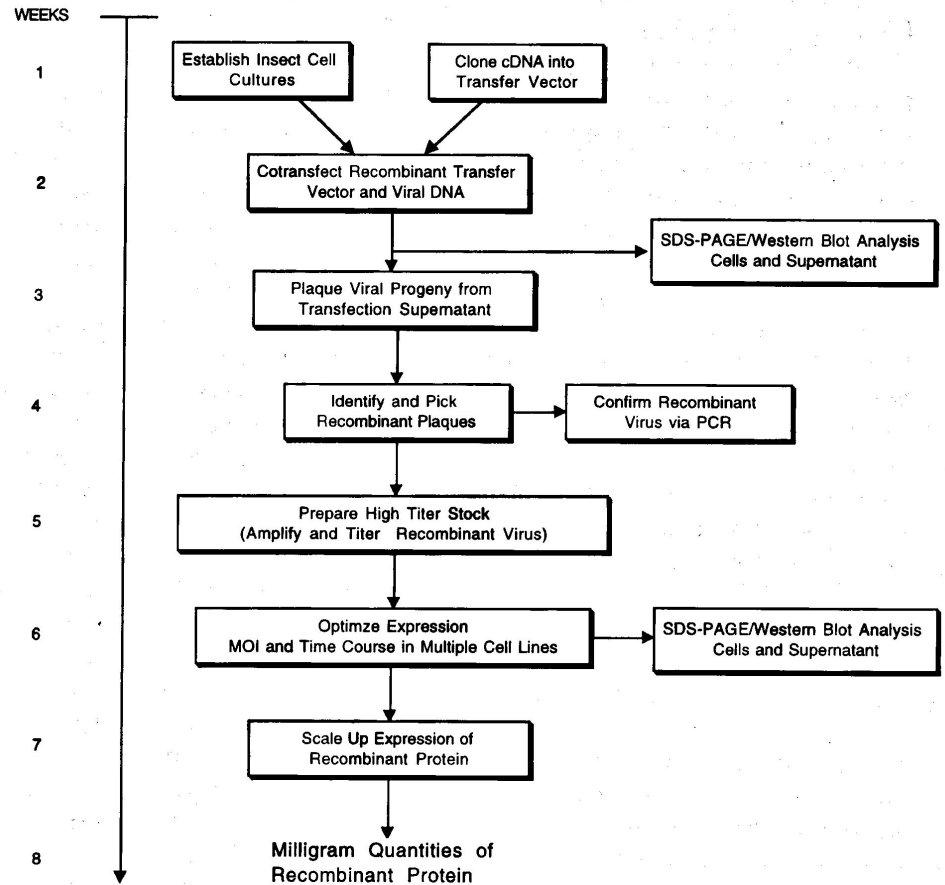 WEEKS
1
Establish Insect Cell
Cultures
Clone cDNA into
Transfer Vector
2
Cotransfect Recombinant Transfer
Vector and Viral DNA
SDS-PAGE/Western Blot Analysis
Cells and Supernatant
3
Plaque Viral Progeny from
Transfection Supernatant
4
Identify and Pick
Recombinant Plaques
Confirm Recombinant
Virus via PCR
5
Prepare High Titer Stock
(Amplify and Titer Recombinant Virus)
6
Optimze Expression
MOI and Time Course in Multiple Cell Lines
SDS-PAGE/Western Blot Analysis
Cells and Supernatant
7
Scale Up Expression of
Recombinant Protein
8
Milligram Quantities of
Recombinant Protein